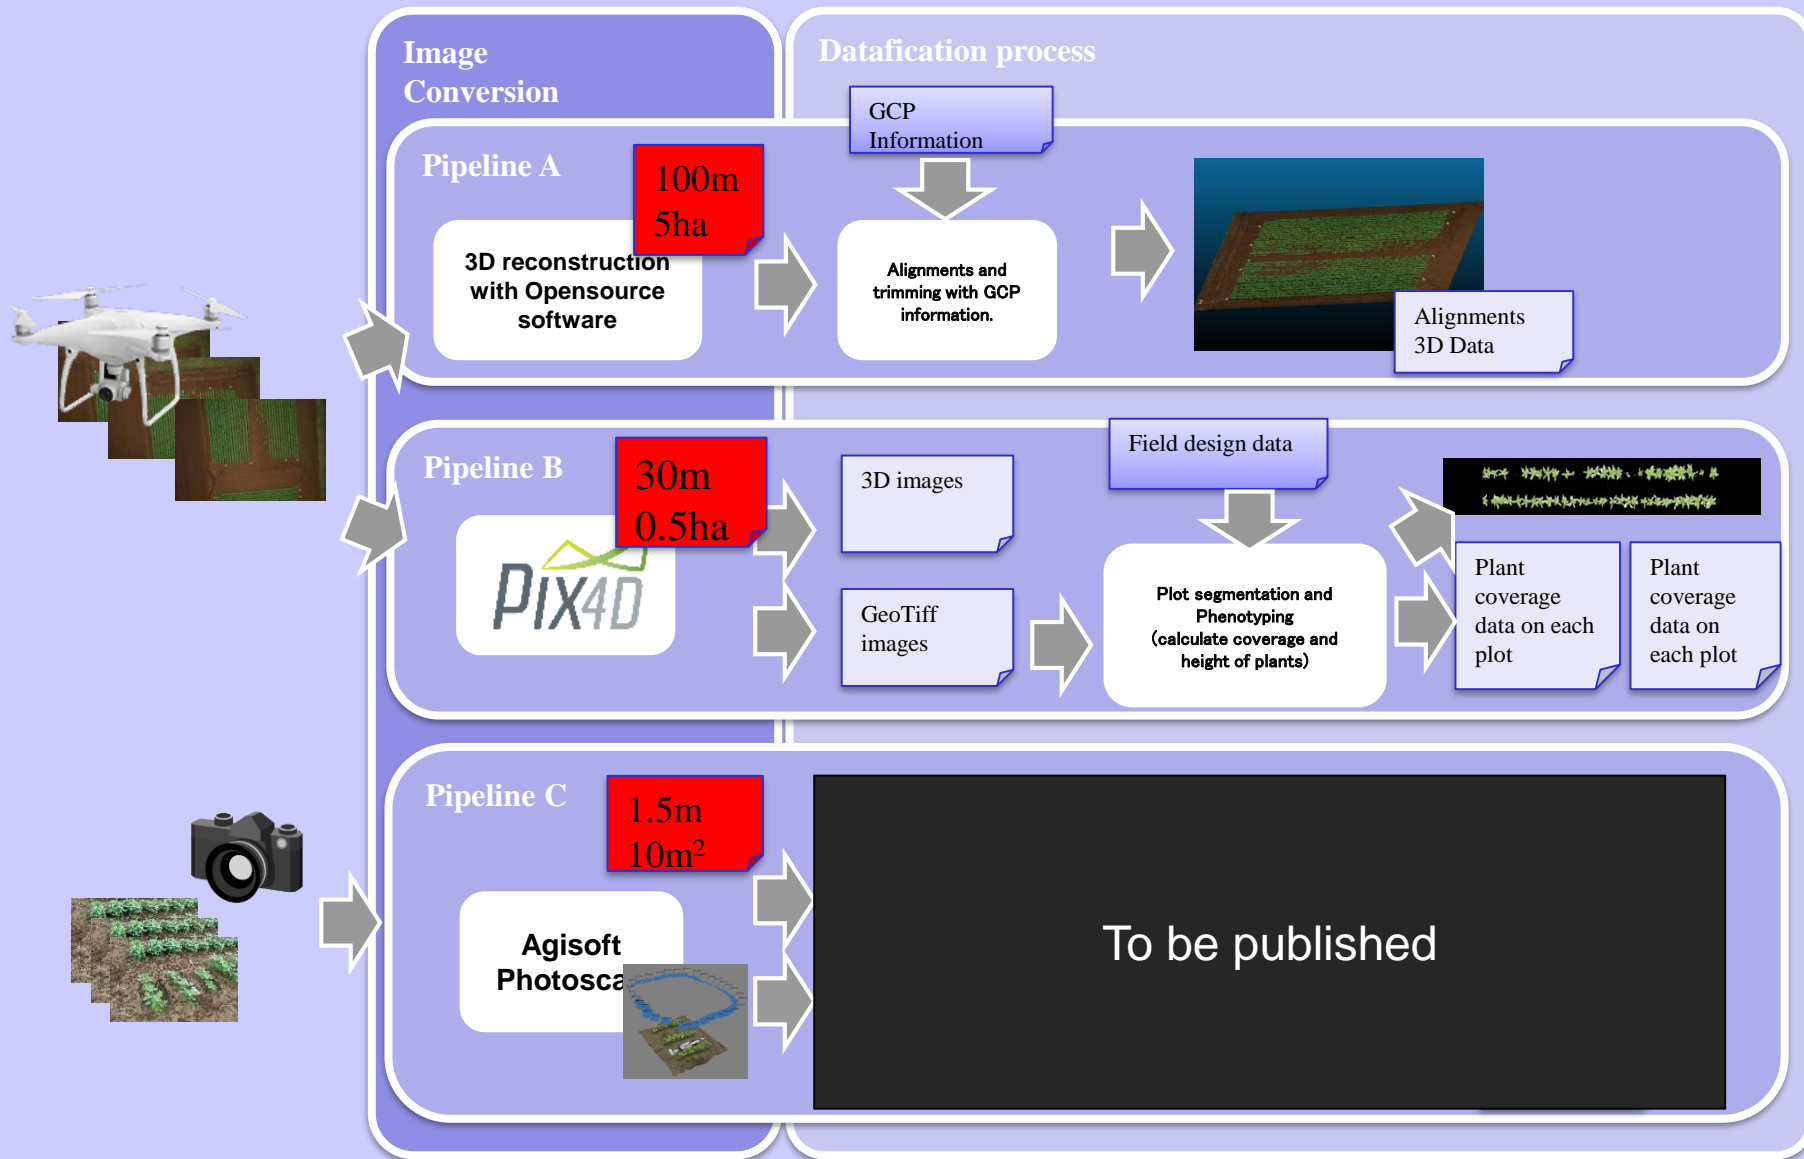 Image
Conversion
Datafication process
GCP
Information
Pipeline A
100m
5ha
3D reconstruction
with Opensource
software
Alignments and
trimming with GCP
information.
Alignments
3D Data
Pipeline B
30m
0.5ha
PIX4D
3D images
GeoTiff
images
Field design data
Plot segmentation and
Phenotyping
(calculate coverage and
height of plants)
Plant
coverage
data on each
plot
Plant
coverage
data on
each plot
Pipeline C
1.5m
10m²
Agisoft
Photosca
To be published